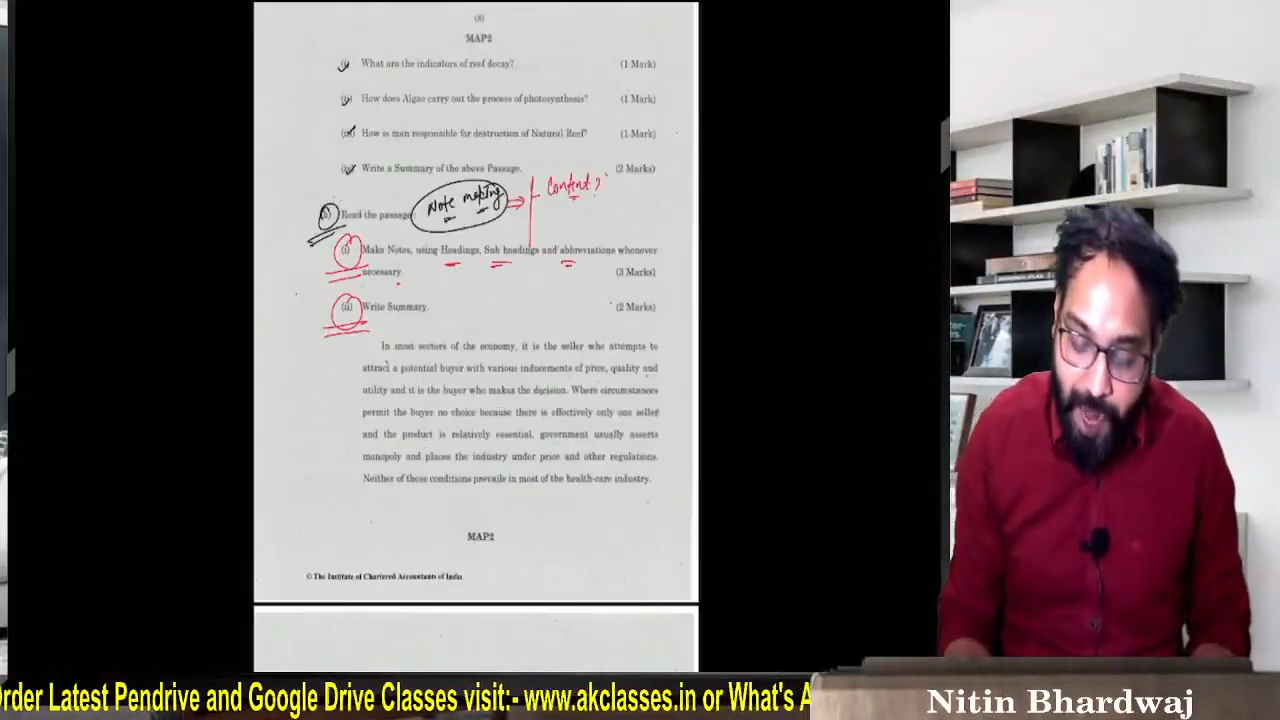 (8)
MAP2
(i) What are the indicators of reef decay? (1 Mark)
(ii) How does Algae carry out the process of photosynthesis? (1 Mark)
(iii) How is man responsible for destruction of Natural Reef? (1 Mark)
(iv) Write a Summary of the above Passage. (2 Marks)
Note making ⇒ Content :
(b) Read the passage:
(i) Make Notes, using Headings, Sub headings and abbreviations whenever
necessary. (3 Marks)
(ii) Write Summary. (2 Marks)
In most sectors of the economy, it is the seller who attempts to
attract a potential buyer with various inducements of price, quality and
utility and it is the buyer who makes the decision. Where circumstances
permit the buyer no choice because there is effectively only one seller
and the product is relatively essential, government usually asserts
monopoly and places the industry under price and other regulations.
Neither of these conditions prevails in most of the health-care industry.
MAP2
© The Institute of Chartered Accountants of India
Order Latest Pendrive and Google Drive Classes visit:- www.akclasses.in or What's A
Nitin Bhardwaj